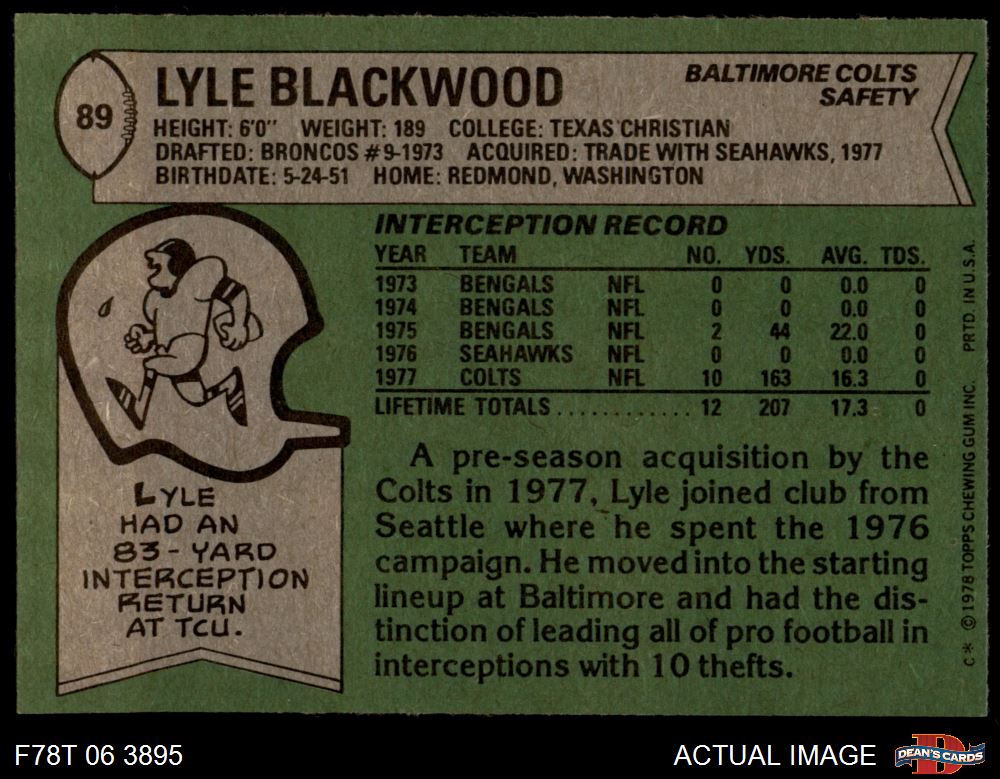 89
LYLE BLACKWOOD
BALTIMORE COLTS
SAFETY
HEIGHT: 6'0" WEIGHT: 189 COLLEGE: TEXAS CHRISTIAN
DRAFTED: BRONCOS #9-1973 ACQUIRED: TRADE WITH SEAHAWKS, 1977
BIRTHDATE: 5-24-51 HOME: REDMOND, WASHINGTON
INTERCEPTION RECORD
YEAR TEAM NO. YDS. AVG. TDS.
1973 BENGALS NFL 0 0 0.0 0
1974 BENGALS NFL 0 0 0.0 0
1975 BENGALS NFL 2 44 22.0 0
1976 SEAHAWKS NFL 0 0 0.0 0
1977 COLTS NFL 10 163 16.3 0
LIFETIME TOTALS............ 12 207 17.3 0
LYLE
HAD AN
83-YARD
INTERCEPTION
RETURN
AT TCU.
A pre-season acquisition by the
Colts in 1977, Lyle joined club from
Seattle where he spent the 1976
campaign. He moved into the starting
lineup at Baltimore and had the dis-
tinction of leading all of pro football in
interceptions with 10 thefts.
C* ©1978 TOPPS CHEWING GUM INC. PRTD. IN U.S.A.
F78T 06 3895
ACTUAL IMAGE
D
DEAN'S CARDS